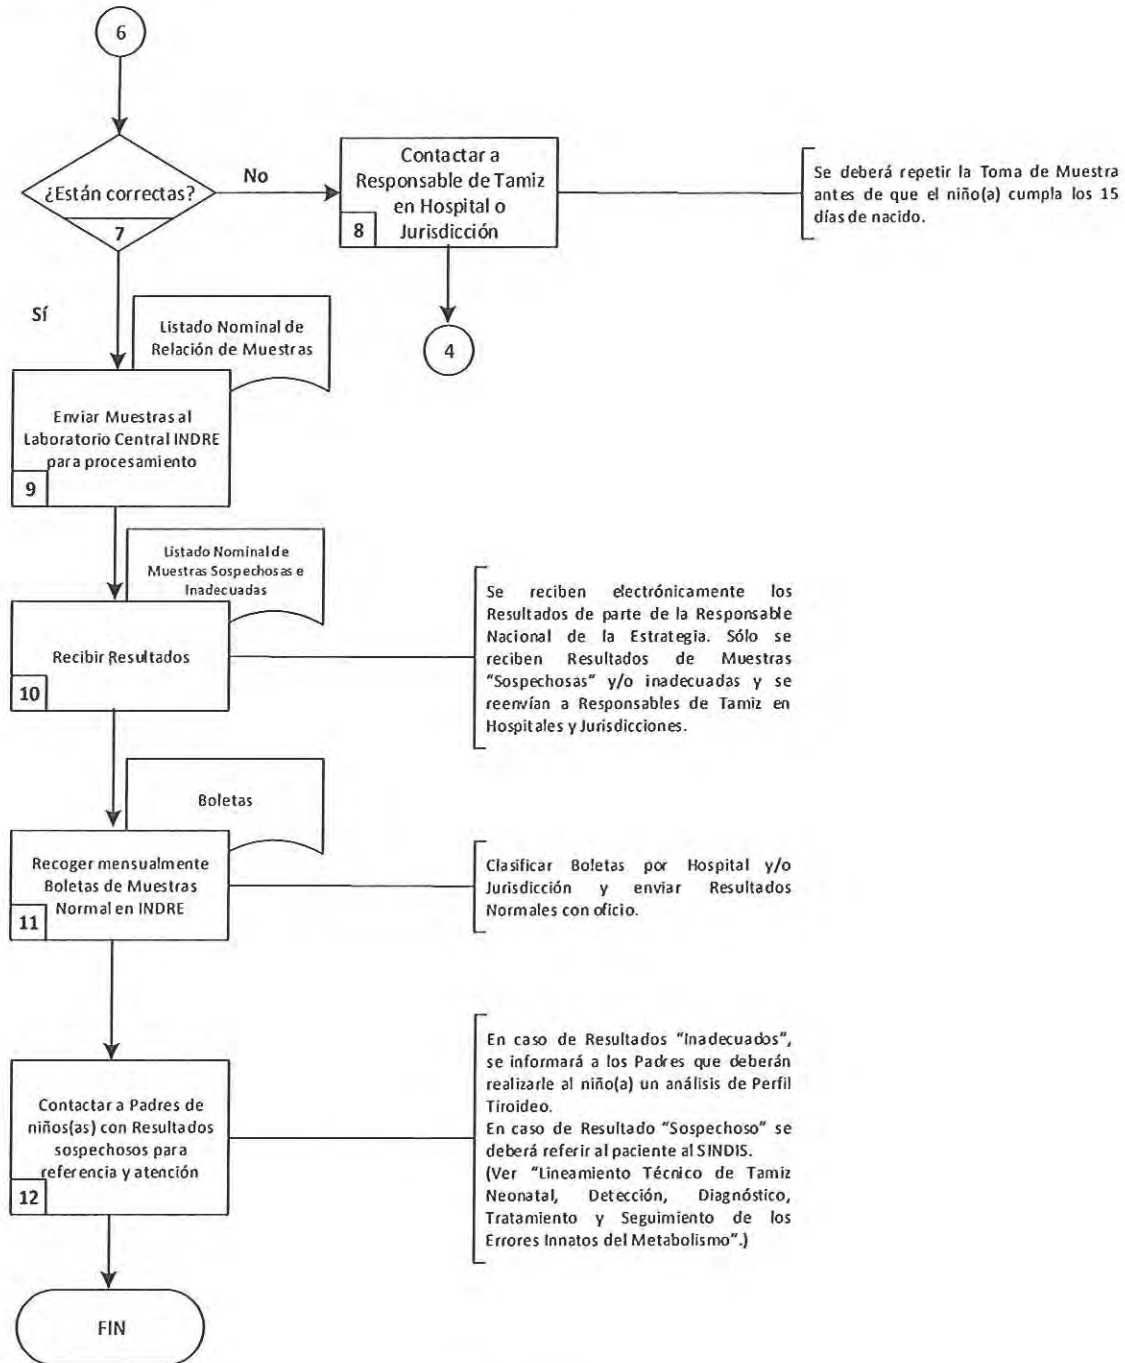 6
¿Están correctas?
7
No
Contactar a
Responsable de Tamiz
en Hospital o
Jurisdicción
8
Se deberá repetir la Toma de Muestra
antes de que el niño(a) cumpla los 15
días de nacido.
4
Sí
Listado Nominal de
Relación de Muestras
Enviar Muestras al
Laboratorio Central INDRE
para procesamiento
9
Listado Nominal de
Muestras Sospechosas e
Inadecuadas
Recibir Resultados
10
Se reciben electrónicamente los
Resultados de parte de la Responsable
Nacional de la Estrategia. Sólo se
reciben Resultados de Muestras
"Sospechosas" y/o inadecuadas y se
reenvían a Responsables de Tamiz en
Hospitales y Jurisdicciones.
Boletas
Recoger mensualmente
Boletas de Muestras
Normal en INDRE
11
Clasificar Boletas por Hospital y/o
Jurisdicción y enviar Resultados
Normales con oficio.
Contactar a Padres de
niños(as) con Resultados
sospechosos para
referencia y atención
12
En caso de Resultados "Inadecuados",
se informará a los Padres que deberán
realizarle al niño(a) un análisis de Perfil
Tiroideo.
En caso de Resultado "Sospechoso" se
deberá referir al paciente al SINDIS.
(Ver "Lineamiento Técnico de Tamiz
Neonatal, Detección, Diagnóstico,
Tratamiento y Seguimiento de los
Errores Innatos del Metabolismo".)
FIN